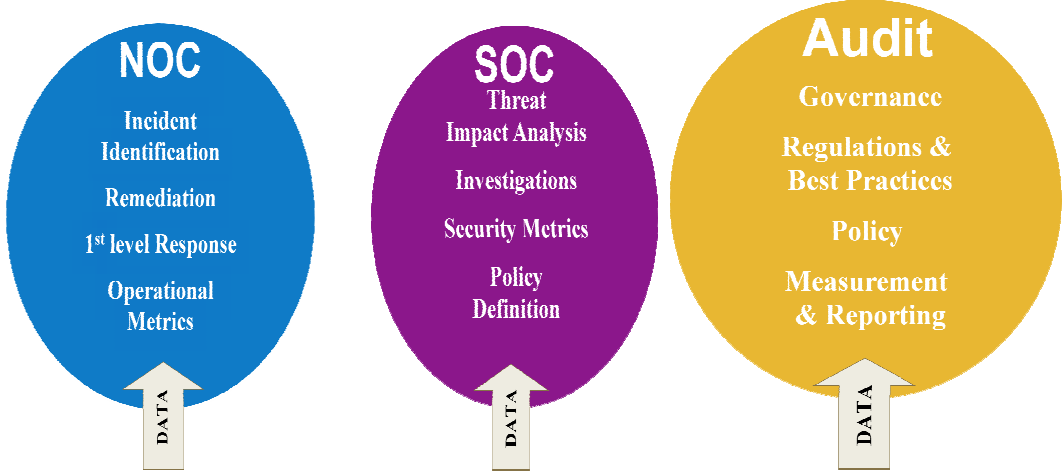 NOC
Incident
Identification
Remediation
1st level Response
Operational
Metrics
DATA
SOC
Threat
Impact Analysis
Investigations
Security Metrics
Policy
Definition
DATA
Audit
Governance
Regulations &
Best Practices
Policy
Measurement
& Reporting
DATA